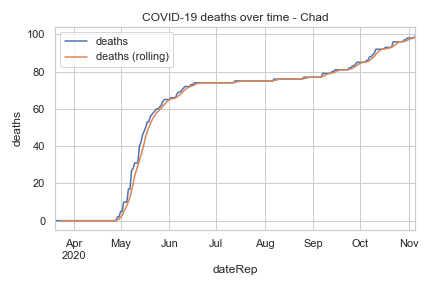 COVID-19 deaths over time - Chad
deaths
deaths (rolling)
100
80
60
40
20
0
deaths
Apr May Jun Jul Aug Sep Oct Nov
2020
dateRep